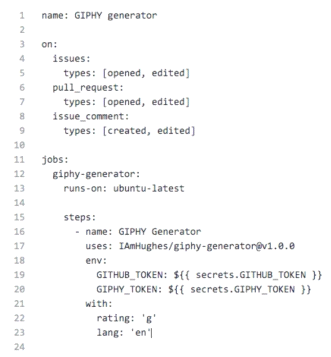 1 name: GIPHY generator
2
3 on:
4   issues:
5     types: [opened, edited]
6   pull_request:
7     types: [opened, edited]
8   issue_comment:
9     types: [created, edited]
10
11 jobs:
12   giphy-generator:
13     runs-on: ubuntu-latest
14
15     steps:
16       - name: GIPHY Generator
17         uses: IAmHughes/giphy-generator@v1.0.0
18         env:
19           GITHUB_TOKEN: ${{ secrets.GITHUB_TOKEN }}
20           GIPHY_TOKEN: ${{ secrets.GIPHY_TOKEN }}
21         with:
22           rating: 'g'
23           lang: 'en'
24